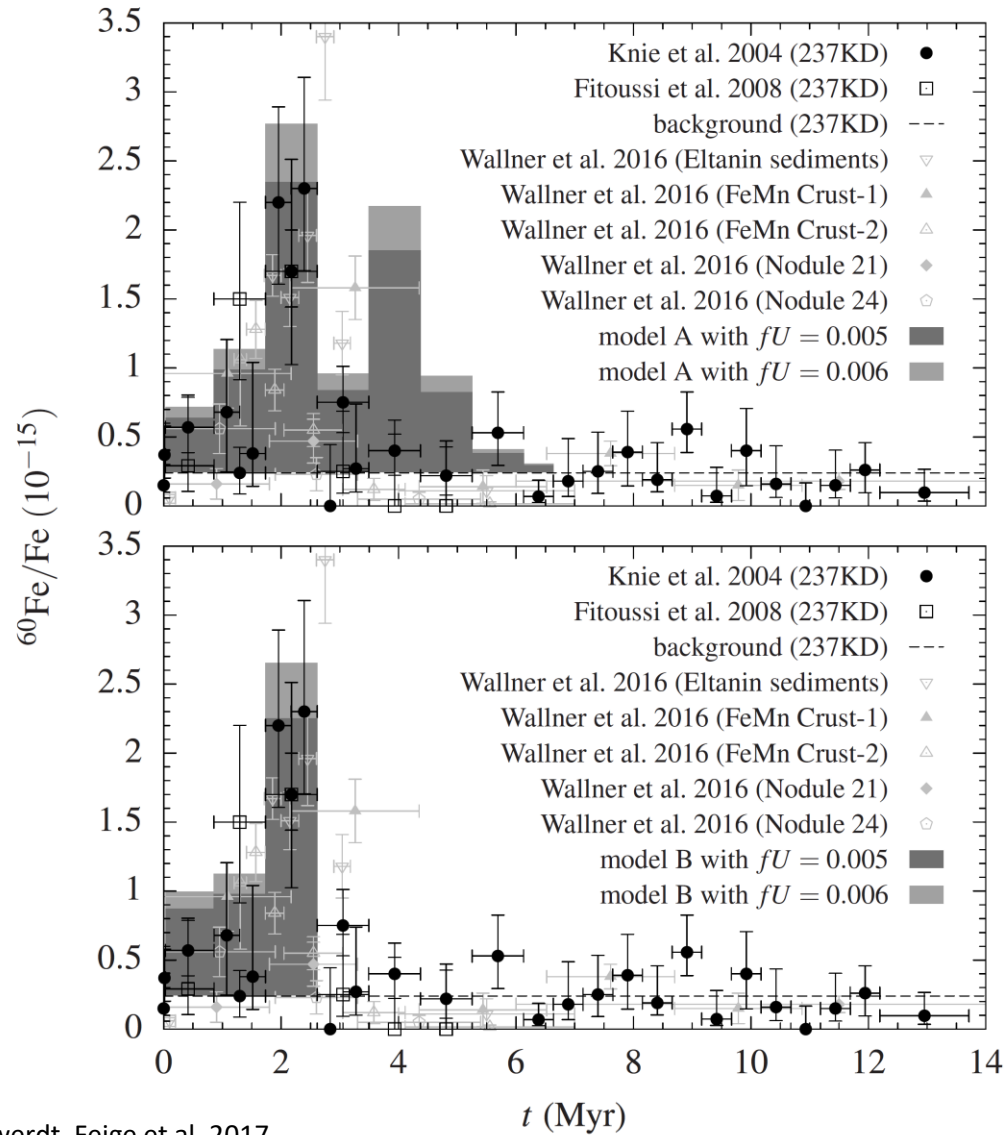 3.5
3
2.5
2
1.5
1
0.5
0
Knie et al. 2004 (237KD)
Fitoussi et al. 2008 (237KD)
background (237KD)
Wallner et al. 2016 (Eltanin sediments)
Wallner et al. 2016 (FeMn Crust-1)
Wallner et al. 2016 (FeMn Crust-2)
Wallner et al. 2016 (Nodule 21)
Wallner et al. 2016 (Nodule 24)
model A with fU = 0.005
model A with fU = 0.006
⁶⁰Fe/Fe (10⁻¹⁵)
3.5
3
2.5
2
1.5
1
0.5
0
Knie et al. 2004 (237KD)
Fitoussi et al. 2008 (237KD)
background (237KD)
Wallner et al. 2016 (Eltanin sediments)
Wallner et al. 2016 (FeMn Crust-1)
Wallner et al. 2016 (FeMn Crust-2)
Wallner et al. 2016 (Nodule 21)
Wallner et al. 2016 (Nodule 24)
model B with fU = 0.005
model B with fU = 0.006
0 2 4 6 8 10 12 14
t (Myr)
Feige et al. 2017